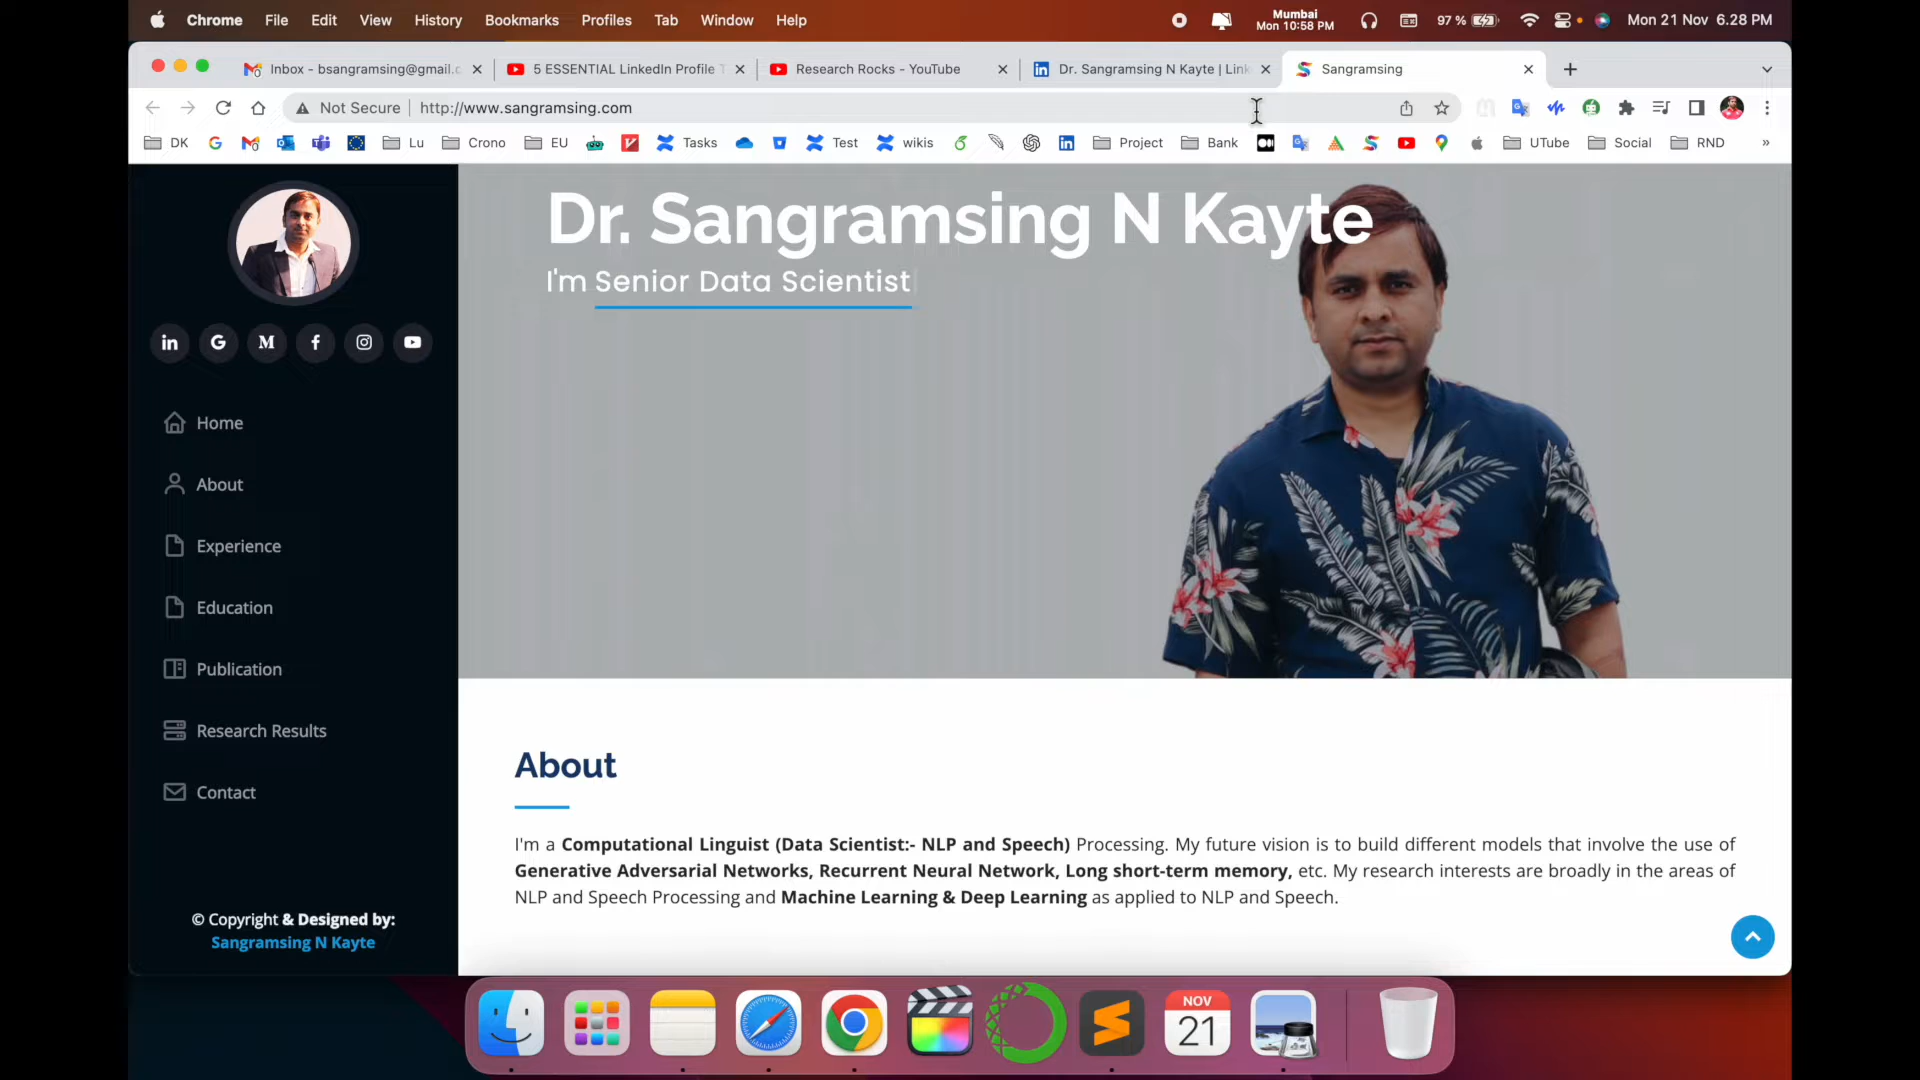 Chrome File Edit View History Bookmarks Profiles Tab Window Help
Mumbai
Mon 10:58 PM
97 %
Mon 21 Nov 6.28 PM
Inbox - bsangramsing@gmail.c
5 ESSENTIAL LinkedIn Profile T
Research Rocks - YouTube
Dr. Sangramsing N Kayte | Link
Sangramsing
Not Secure
http://www.sangramsing.com
DK Lu Crono EU Tasks Test wikis Project Bank UTube Social RND »
Dr. Sangramsing N Kayte
I'm Senior Data Scientist
Home
About
Experience
Education
Publication
Research Results
Contact
© Copyright & Designed by:
Sangramsing N Kayte
About
I'm a Computational Linguist (Data Scientist:- NLP and Speech) Processing. My future vision is to build different models that involve the use of
Generative Adversarial Networks, Recurrent Neural Network, Long short-term memory, etc. My research interests are broadly in the areas of
NLP and Speech Processing and Machine Learning & Deep Learning as applied to NLP and Speech.
NOV
21